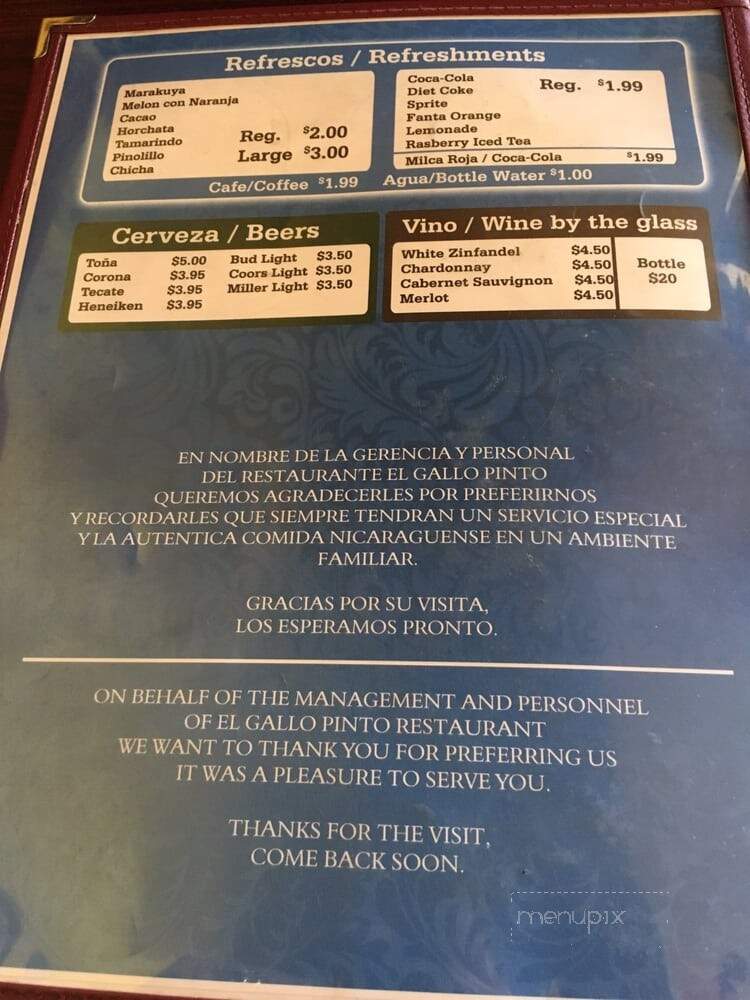 Refrescos / Refreshments
Marakuya
Melon con Naranja
Cacao
Horchata
Tamarindo
Pinolillo
Chicha
Reg. $2.00
Large $3.00
Coca-Cola
Diet Coke
Sprite
Fanta Orange
Lemonade
Rasberry Iced Tea
Reg. $1.99
Milca Roja / Coca-Cola $1.99
Cafe/Coffee $1.99 Agua/Bottle Water $1.00
Cerveza / Beers
Toña $5.00
Corona $3.95
Tecate $3.95
Heneiken $3.95
Bud Light $3.50
Coors Light $3.50
Miller Light $3.50
Vino / Wine by the glass
White Zinfandel $4.50
Chardonnay $4.50
Cabernet Sauvignon $4.50
Merlot $4.50
Bottle
$20
EN NOMBRE DE LA GERENCIA Y PERSONAL
DEL RESTAURANTE EL GALLO PINTO
QUEREMOS AGRADECERLES POR PREFERIRNOS
Y RECORDARLES QUE SIEMPRE TENDRAN UN SERVICIO ESPECIAL
Y LA AUTENTICA COMIDA NICARAGUENSE EN UN AMBIENTE
FAMILIAR.
GRACIAS POR SU VISITA,
LOS ESPERAMOS PRONTO.
ON BEHALF OF THE MANAGEMENT AND PERSONNEL
OF EL GALLO PINTO RESTAURANT
WE WANT TO THANK YOU FOR PREFERRING US
IT WAS A PLEASURE TO SERVE YOU.
THANKS FOR THE VISIT,
COME BACK SOON.
menupix